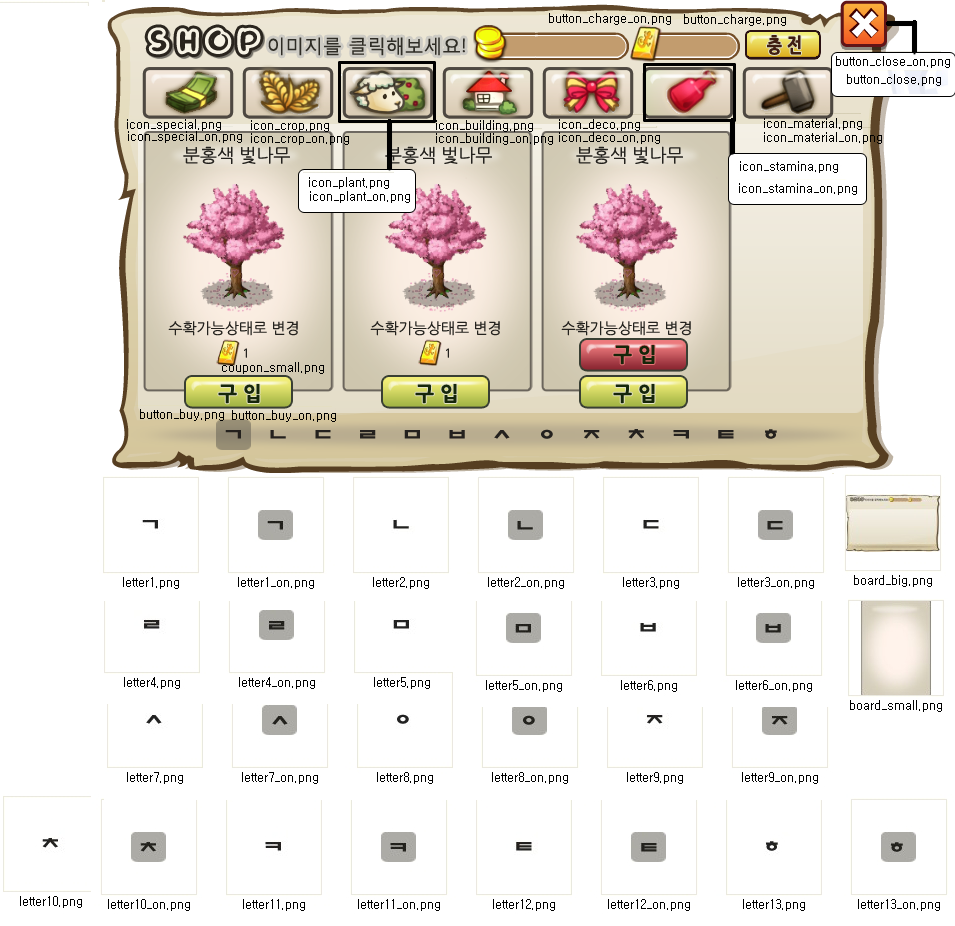 button_charge_on.png button_charge.png
SHOP 이미지를 클릭해보세요! 충전
button_close_on.png
button_close.png
icon_special.png
icon_special_on.png
icon_crop.png
icon_crop_on.png
icon_building.png
icon_building_on.png
icon_deco.png
icon_deco_on.png
icon_material.png
icon_material_on.png
icon_plant.png
icon_plant_on.png
icon_stamina.png
icon_stamina_on.png
분홍색 벚나무 분홍색 벚나무 분홍색 벚나무
수확가능상태로 변경 수확가능상태로 변경 수확가능상태로 변경
1 1 구입
coupon_small.png
구입 구입 구입
button_buy.png button_buy_on.png
ㄱ ㄴ ㄷ ㄹ ㅁ ㅂ ㅅ ㅇ ㅈ ㅊ ㅋ ㅌ ㅎ
ㄱ ㄱ ㄴ ㄴ ㄷ ㄷ
letter1.png letter1_on.png letter2.png letter2_on.png letter3.png letter3_on.png board_big.png
ㄹ ㄹ ㅁ ㅁ ㅂ ㅂ
letter4.png letter4_on.png letter5.png letter5_on.png letter6.png letter6_on.png
board_small.png
ㅅ ㅅ ㅇ ㅇ ㅈ ㅈ
letter7.png letter7_on.png letter8.png letter8_on.png letter9.png letter9_on.png
ㅊ ㅊ ㅋ ㅋ ㅌ ㅌ ㅎ ㅎ
letter10.png letter10_on.png letter11.png letter11_on.png letter12.png letter12_on.png letter13.png letter13_on.png